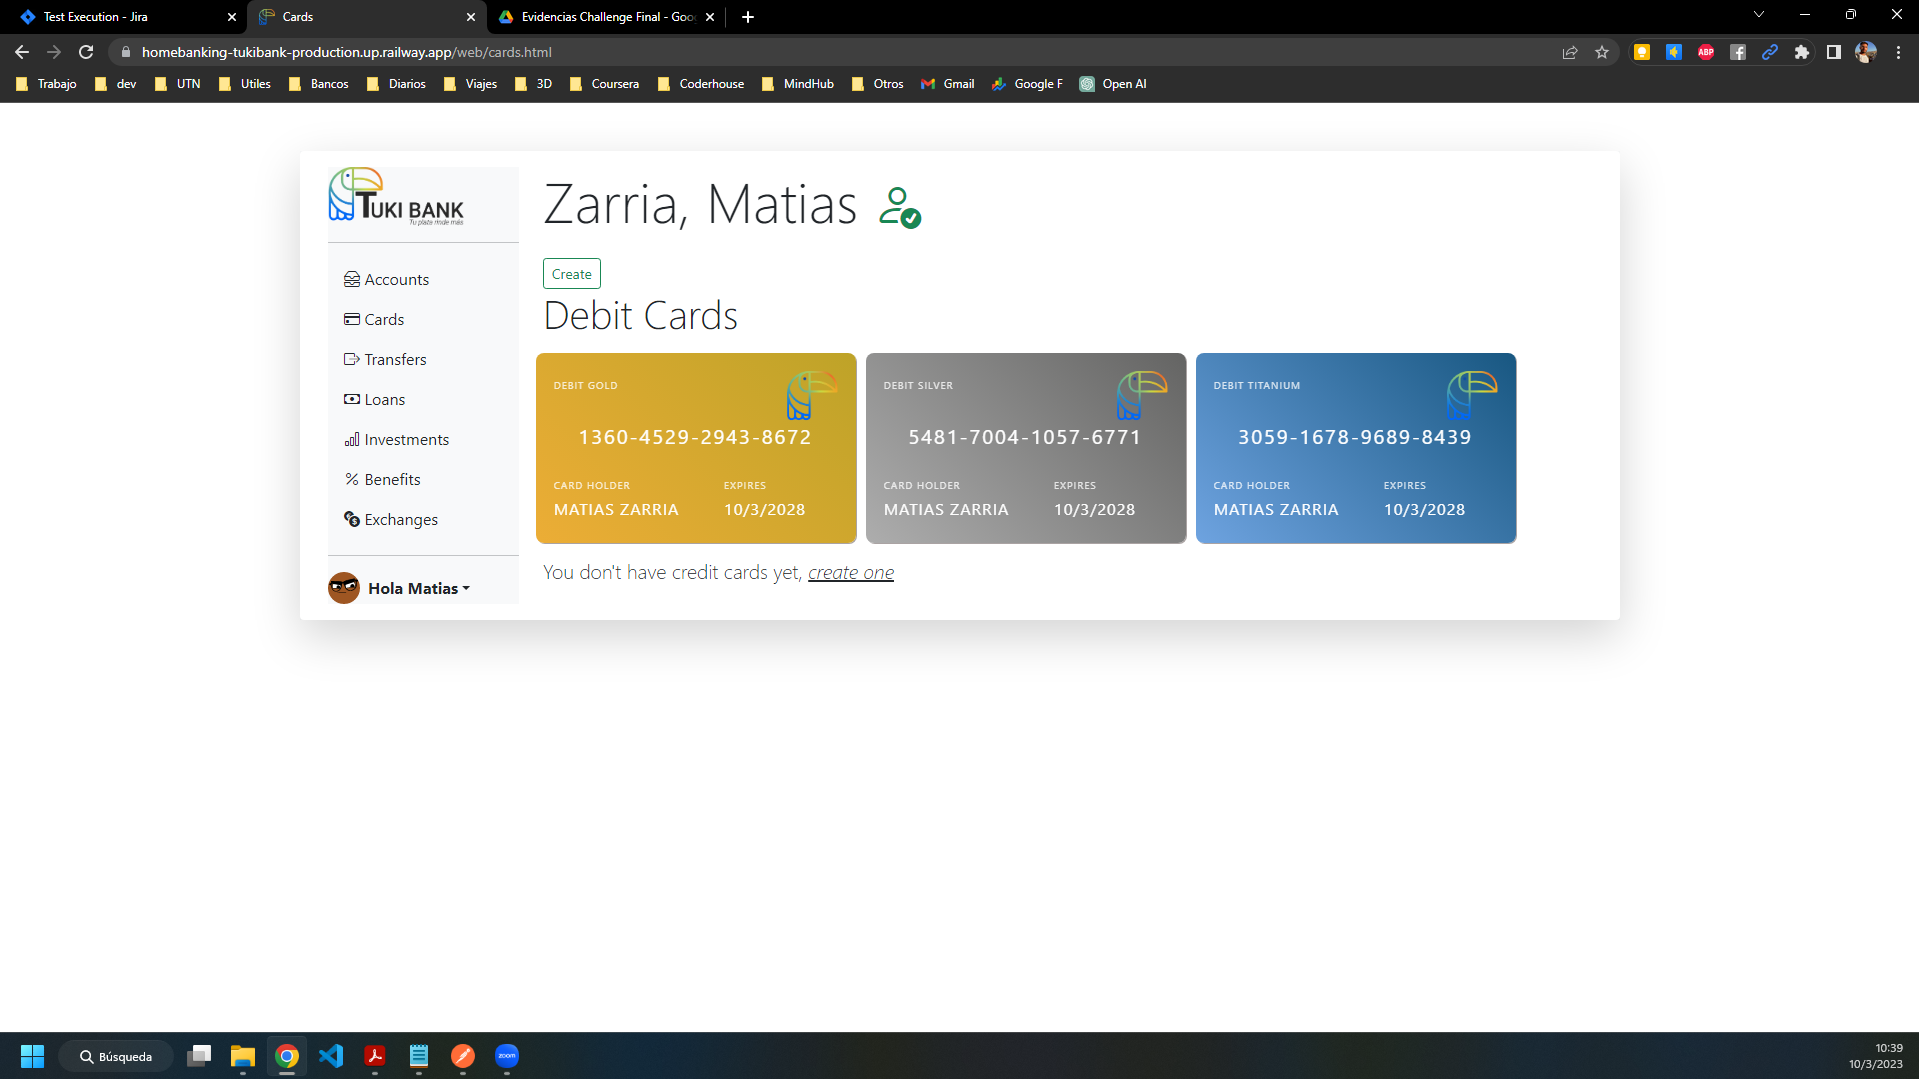 Test Execution - Jira
Cards
Evidencias Challenge Final - Goo
homebanking-tukibank-production.up.railway.app/web/cards.html
ABP
Trabajo
dev
UTN
Utiles
Bancos
Diarios
Viajes
3D
Coursera
Coderhouse
MindHub
Otros
Gmail
Google F
Open AI
TUKI BANK
Tu plata rinde más
Accounts
Cards
Transfers
Loans
Investments
Benefits
Exchanges
Hola Matias
Zarria, Matias
Create
Debit Cards
DEBIT GOLD
1360-4529-2943-8672
CARD HOLDER EXPIRES
MATIAS ZARRIA 10/3/2028
DEBIT SILVER
5481-7004-1057-6771
CARD HOLDER EXPIRES
MATIAS ZARRIA 10/3/2028
DEBIT TITANIUM
3059-1678-9689-8439
CARD HOLDER EXPIRES
MATIAS ZARRIA 10/3/2028
You don't have credit cards yet, create one
Búsqueda
zoom
10:39
10/3/2023